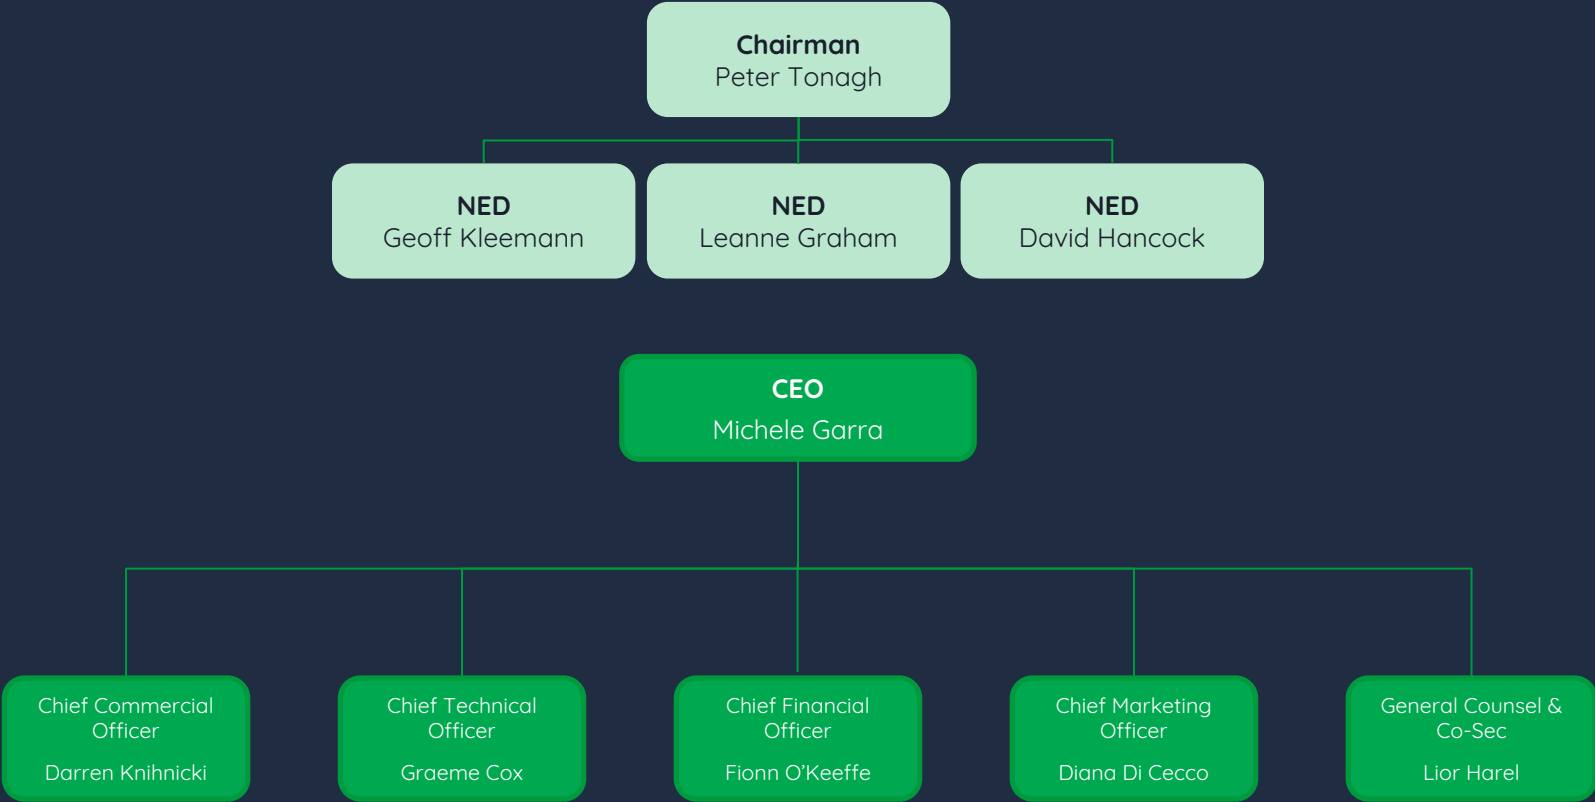 Chairman
Peter Tonagh
NED
Geoff Kleemann
NED
Leanne Graham
NED
David Hancock
CEO
Michele Garra
Chief Commercial
Officer
Darren Knihnicki
Chief Technical
Officer
Graeme Cox
Chief Financial
Officer
Fionn O’Keeffe
Chief Marketing
Officer
Diana Di Cecco
General Counsel &
Co-Sec
Lior Harel